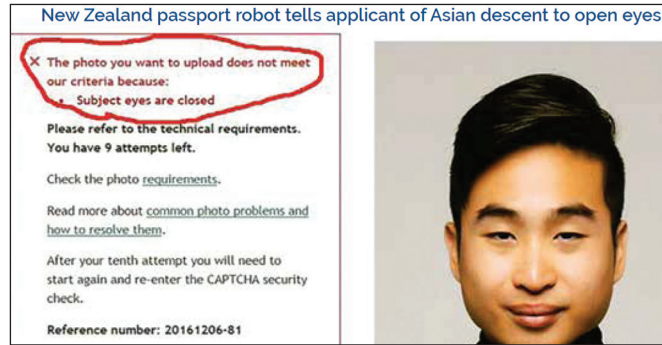 New Zealand passport robot tells applicant of Asian descent to open eyes
X The photo you want to upload does not meet
our criteria because:
• Subject eyes are closed
Please refer to the technical requirements.
You have 9 attempts left.
Check the photo requirements.
Read more about common photo problems and
how to resolve them.
After your tenth attempt you will need to
start again and re-enter the CAPTCHA security
check.
Reference number: 20161206-81